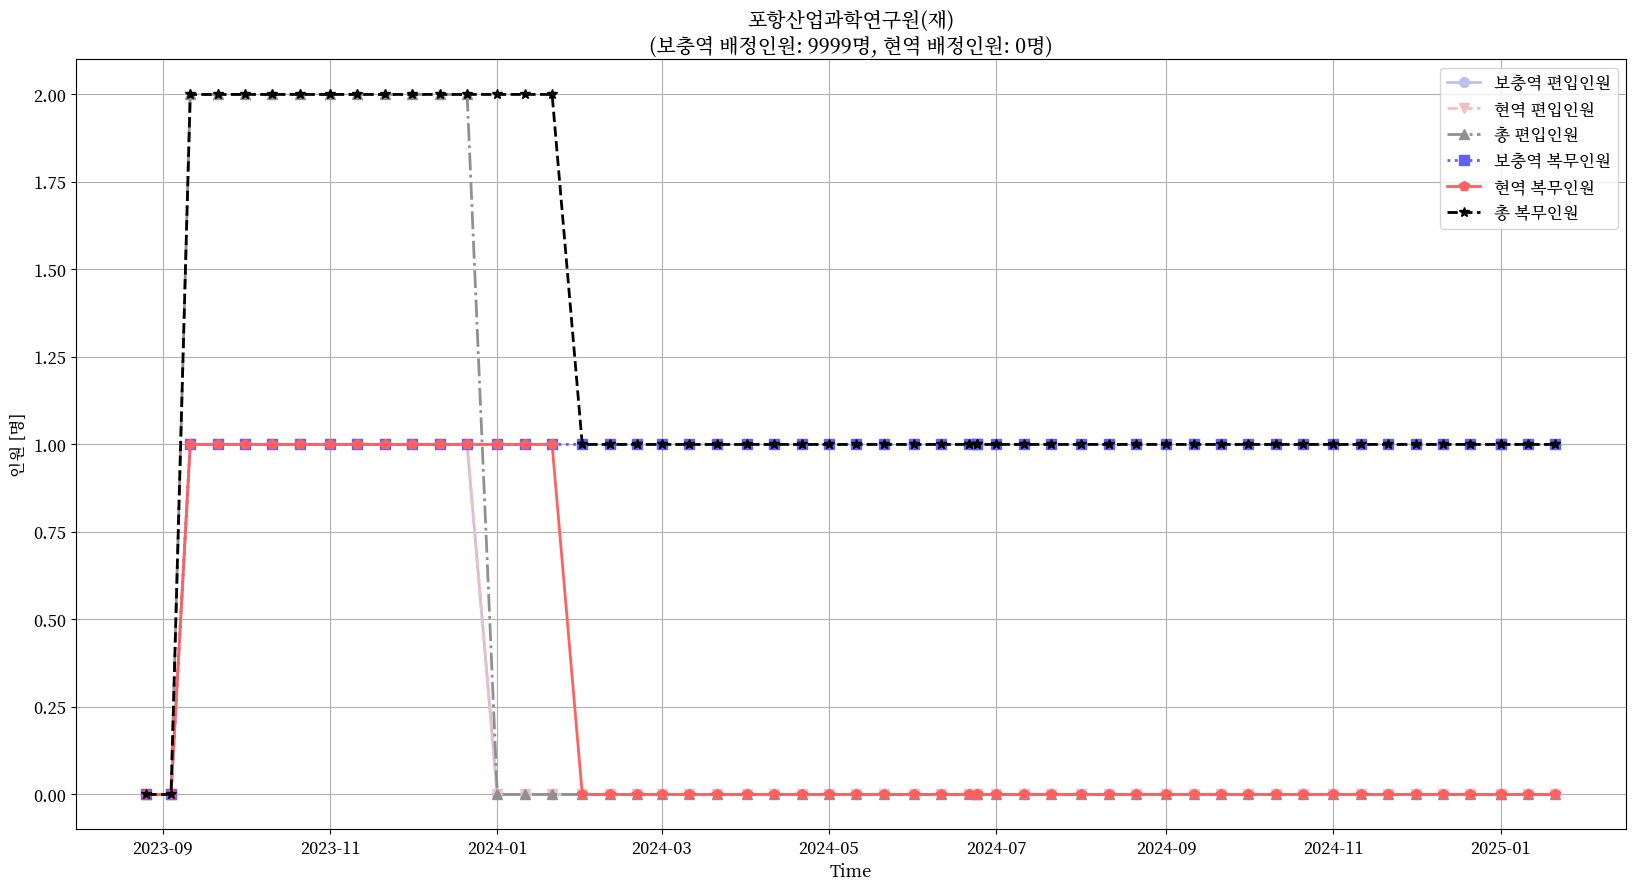 포항산업과학연구원(재)
(보충역 배정인원: 9999명, 현역 배정인원: 0명)
보충역 편입인원
현역 편입인원
총 편입인원
보충역 복무인원
현역 복무인원
총 복무인원
2.00
1.75
1.50
1.25
1.00
0.75
0.50
0.25
0.00
인원 [명]
2023-09 2023-11 2024-01 2024-03 2024-05 2024-07 2024-09 2024-11 2025-01
Time